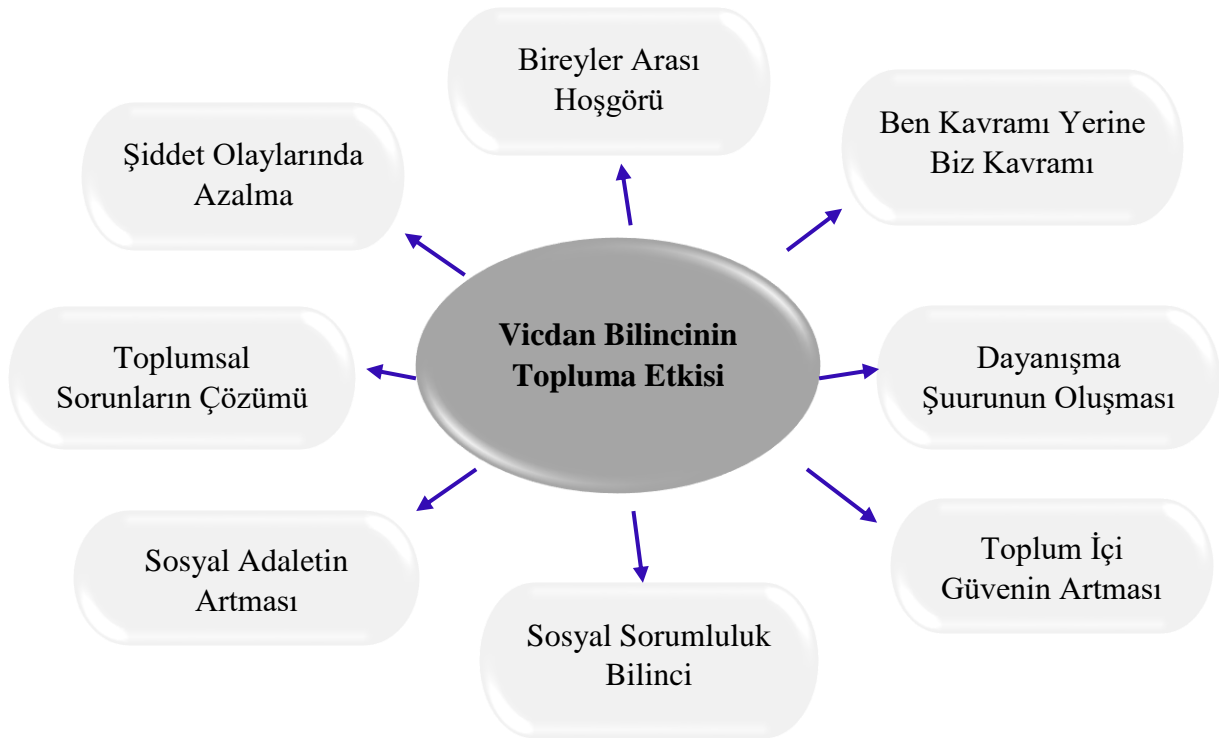 Bireyler Arası
Hoşgörü
Ben Kavramı Yerine
Biz Kavramı
Şiddet Olaylarında
Azalma
Vicdan Bilincinin
Topluma Etkisi
Toplumsal
Sorunların Çözümü
Dayanışma
Şuurunun Oluşması
Sosyal Adaletin
Artması
Toplum İçi
Güvenin Artması
Sosyal Sorumluluk
Bilinci